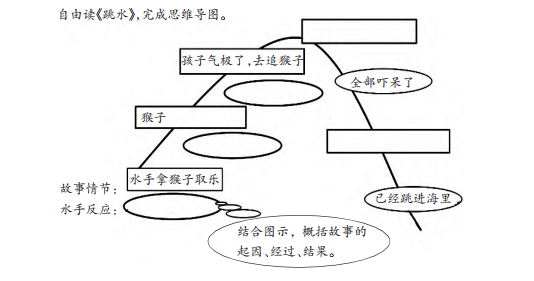 自由读《跳水》,完成思维导图。
孩子气极了,去追猴子
全部吓呆了
猴子
水手拿猴子取乐
故事情节:
水手反应:
已经跳进海里
结合图示,概括故事的
起因、经过、结果。